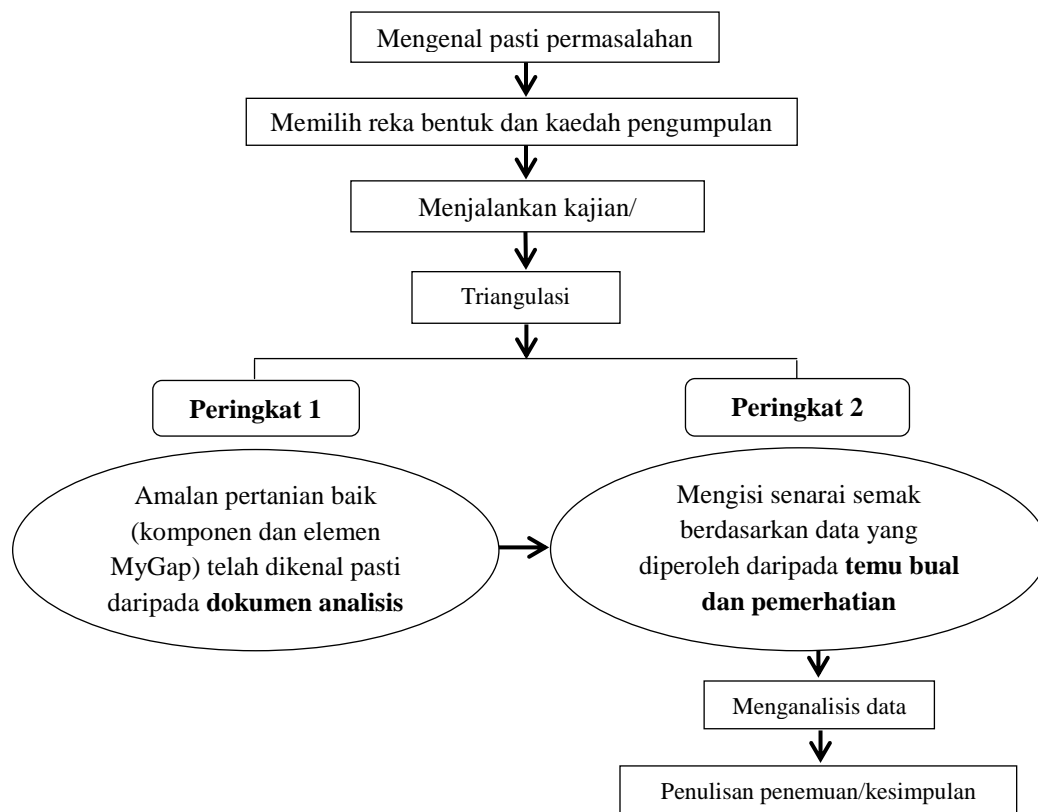 Mengenal pasti permasalahan
Memilih reka bentuk dan kaedah pengumpulan
Menjalankan kajian/
Triangulasi
Peringkat 1
Amalan pertanian baik
(komponen dan elemen
MyGap) telah dikenal pasti
daripada dokumen analisis
Peringkat 2
Mengisi senarai semak
berdasarkan data yang
diperoleh daripada temu bual
dan pemerhatian
Menganalisis data
Penulisan penemuan/kesimpulan